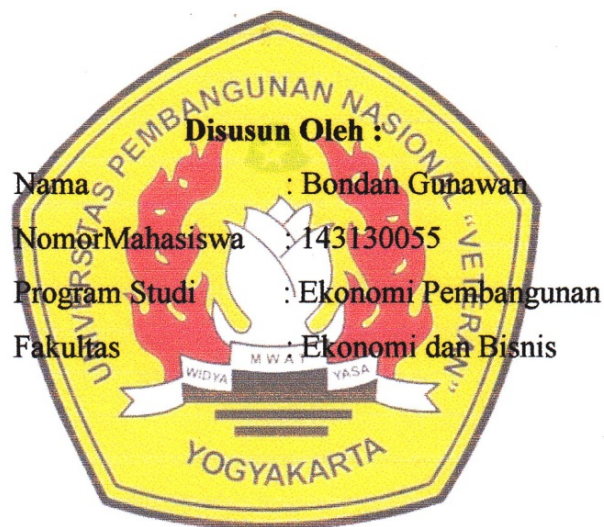 UNIVERSITAS PEMBANGUNAN NASIONAL "VETERAN"
Disusun Oleh :
Nama : Bondan Gunawan
NomorMahasiswa : 143130055
Program Studi : Ekonomi Pembangunan
Fakultas : Ekonomi dan Bisnis
WIDYA MWAT YASA
YOGYAKARTA